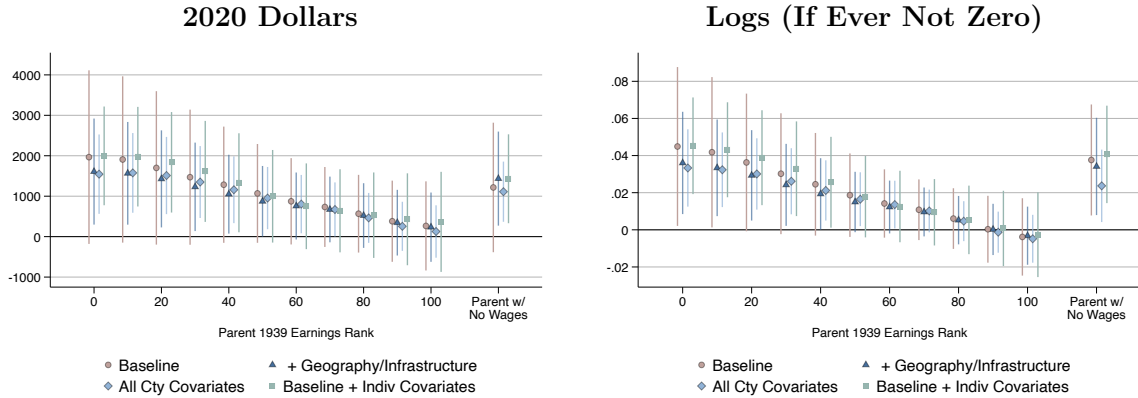 2020 Dollars
4000
3000
2000
1000
0
-1000
0 20 40 60 80 100 Parent w/
No Wages
Parent 1939 Earnings Rank
Baseline + Geography/Infrastructure
All Cty Covariates Baseline + Indiv Covariates
Logs (If Ever Not Zero)
.08
.06
.04
.02
0
-.02
0 20 40 60 80 100 Parent w/
No Wages
Parent 1939 Earnings Rank
Baseline + Geography/Infrastructure
All Cty Covariates Baseline + Indiv Covariates